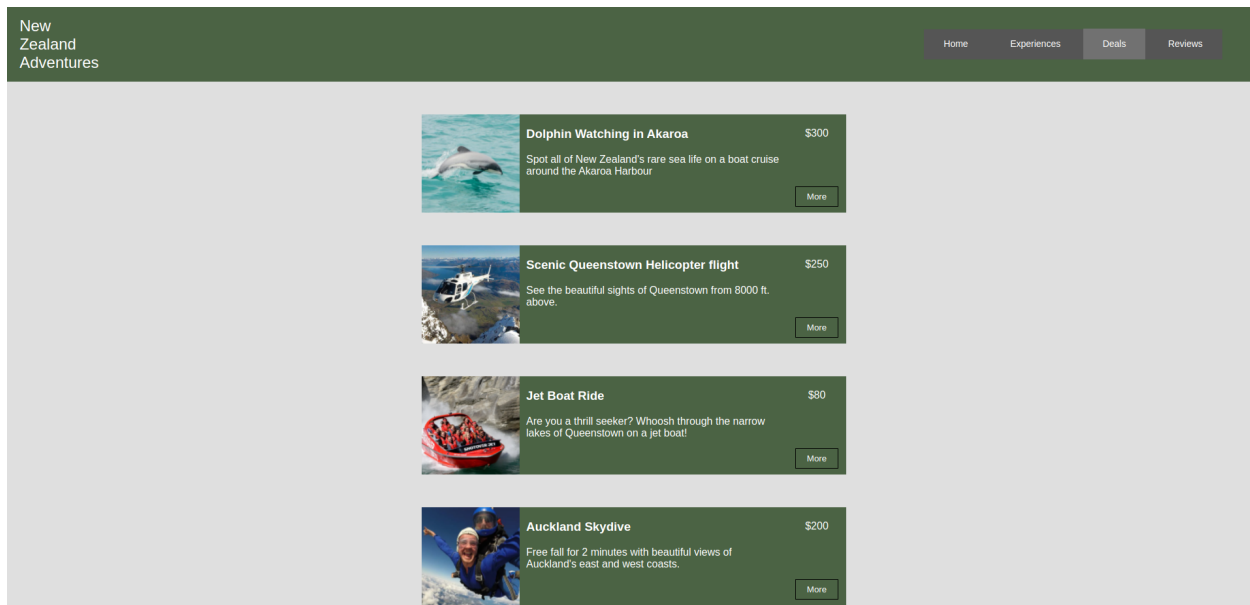 New
Zealand
Adventures
Home
Experiences
Deals
Reviews
Dolphin Watching in Akaroa
$300
Spot all of New Zealand's rare sea life on a boat cruise
around the Akaroa Harbour
More
Scenic Queenstown Helicopter flight
$250
See the beautiful sights of Queenstown from 8000 ft.
above.
More
Jet Boat Ride
$80
Are you a thrill seeker? Whoosh through the narrow
lakes of Queenstown on a jet boat!
More
Auckland Skydive
$200
Free fall for 2 minutes with beautiful views of
Auckland's east and west coasts.
More